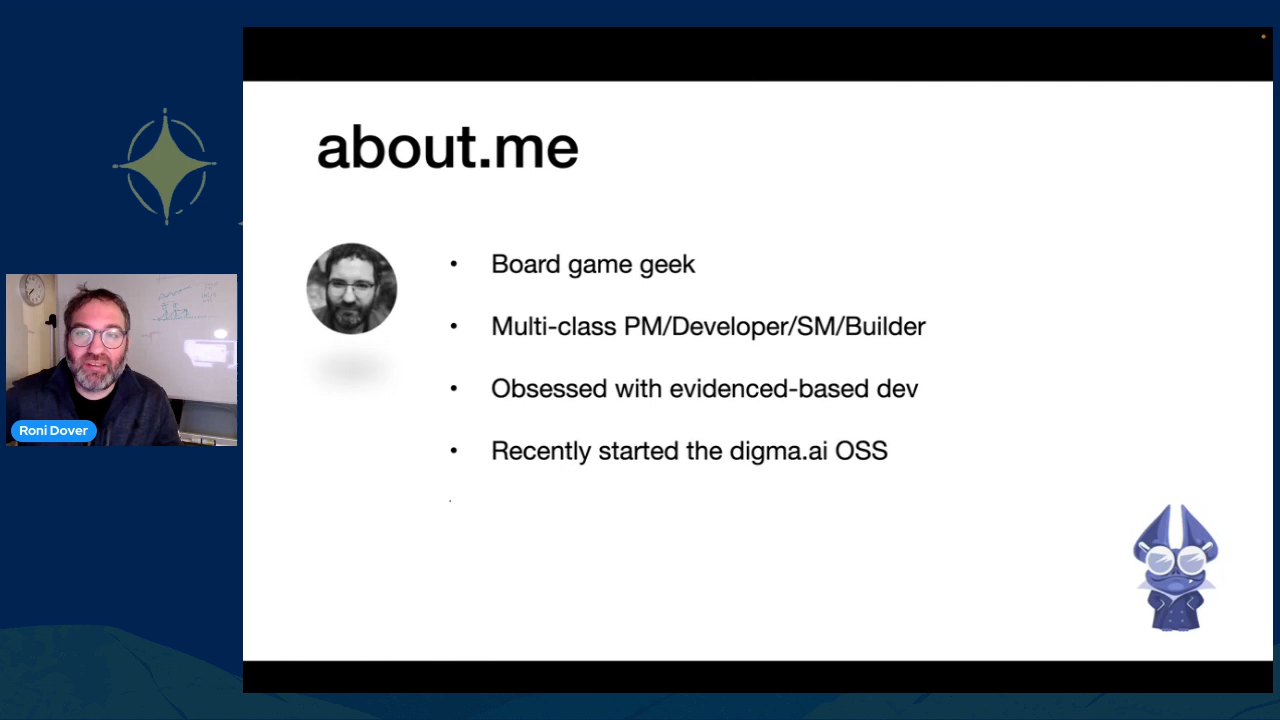 about.me
• Board game geek
• Multi-class PM/Developer/SM/Builder
• Obsessed with evidenced-based dev
• Recently started the digma.ai OSS
Roni Dover